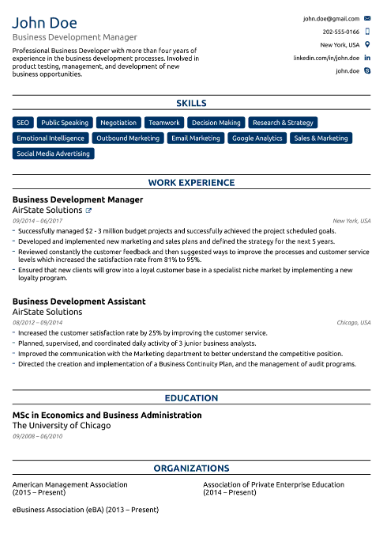 John Doe
Business Development Manager
Professional Business Developer with more than four years of
experience in the business development processes. Involved in
product testing, management, and development of new
business opportunities.
john.doe@gmail.com
202-555-0166
New York, USA
linkedin.com/in/john.doe
john.doe
SKILLS
SEO Public Speaking Negotiation Teamwork Decision Making Research & Strategy
Emotional Intelligence Outbound Marketing Email Marketing Google Analytics Sales & Marketing
Social Media Advertising
WORK EXPERIENCE
Business Development Manager
AirState Solutions
09/2014 – 06/2017 New York, USA
- Successfully managed $2 - 3 million budget projects and successfully achieved the project scheduled goals.
- Developed and implemented new marketing and sales plans and defined the strategy for the next 5 years.
- Reviewed constantly the customer feedback and then suggested ways to improve the processes and customer service
levels which increased the satisfaction rate from 81% to 95%.
- Ensured that new clients will grow into a loyal customer base in a specialist niche market by implementing a new
loyalty program.
Business Development Assistant
AirState Solutions
08/2012 – 09/2014 Chicago, USA
- Increased the customer satisfaction rate by 25% by improving the customer service.
- Planned, supervised, and coordinated daily activity of 3 junior business analysts.
- Improved the communication with the Marketing department to better understand the competitive position.
- Directed the creation and implementation of a Business Continuity Plan, and the management of audit programs.
EDUCATION
MSc in Economics and Business Administration
The University of Chicago
09/2008 – 06/2010
ORGANIZATIONS
American Management Association
(2015 – Present)
Association of Private Enterprise Education
(2014 – Present)
eBusiness Association (eBA) (2013 – Present)